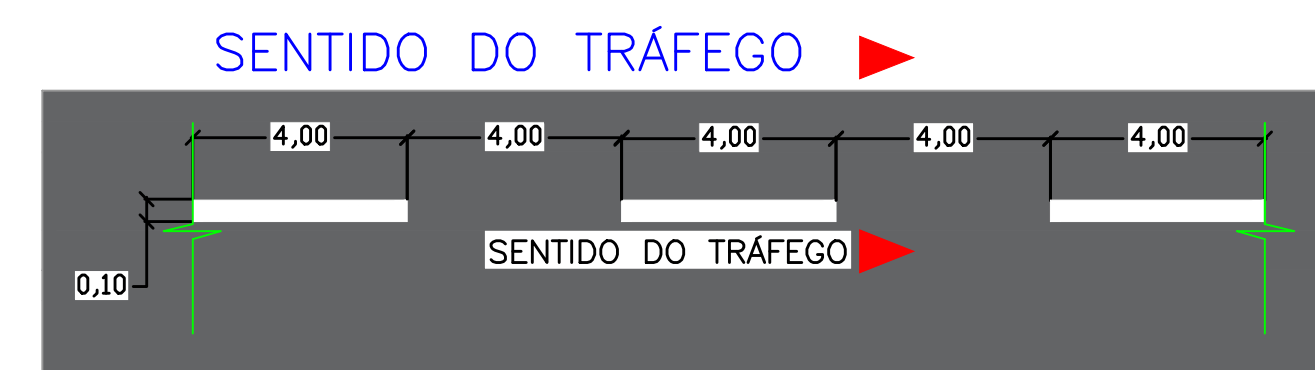 SENTIDO DO TRÁFEGO
4,00 4,00 4,00 4,00 4,00
SENTIDO DO TRÁFEGO
0,10